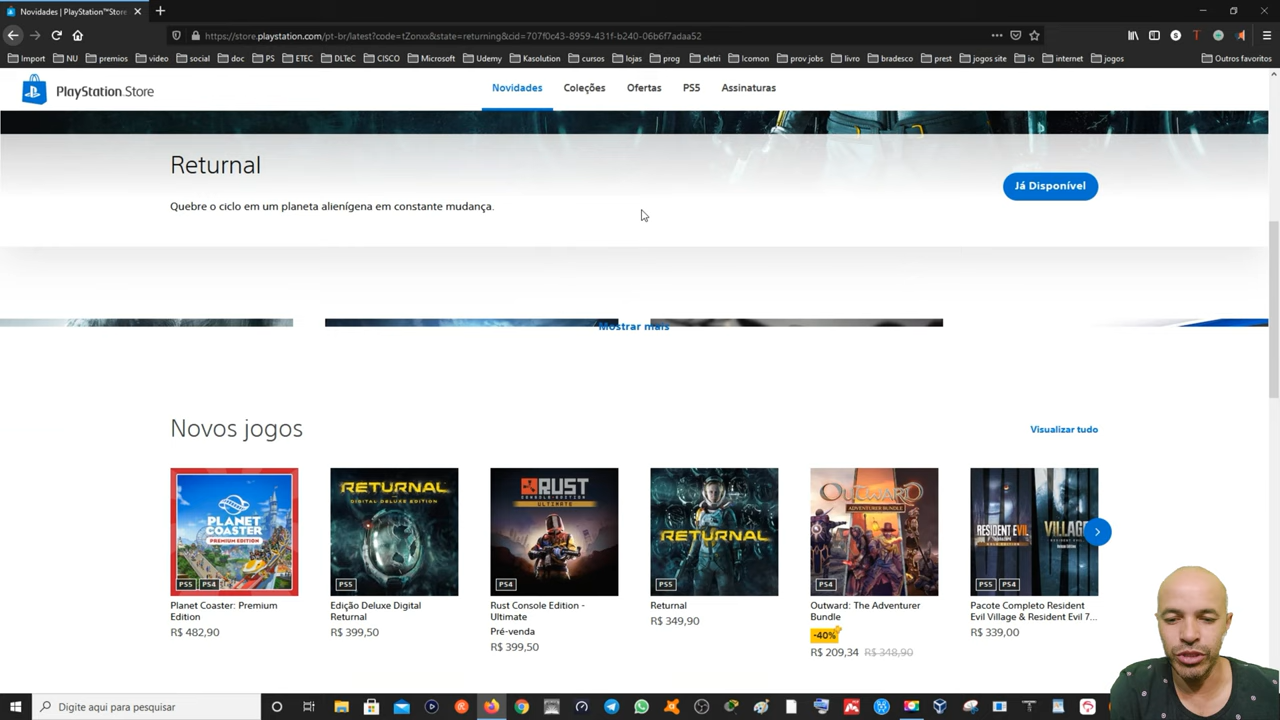 Novidades | PlayStation™Store
https://store.playstation.com/pt-br/latest?code=tZonxx&state=returning&cid=707f0c43-8959-431f-b240-06b6f7adaa52
Import NU premios video social doc PS ETEC DLTeC CISCO Microsoft Udemy Kasolution cursos lojas prog eletri Icomon prov jobs livro bradesco prest jogos site io internet jogos Outros favoritos
PlayStation.Store
Novidades Coleções Ofertas PS5 Assinaturas
Returnal
Já Disponível
Quebre o ciclo em um planeta alienígena em constante mudança.
Mostrar mais
Novos jogos
Visualizar tudo
PLANET COASTER PREMIUM EDITION
PS5 PS4
Planet Coaster: Premium Edition
R$ 482,90
RETURNAL
DIGITAL DELUXE EDITION
PS5
Edição Deluxe Digital Returnal
R$ 399,50
RUST
CONSOLE EDITION
ULTIMATE
PS4
Rust Console Edition - Ultimate
Pré-venda
R$ 399,50
RETURNAL
PS5
Returnal
R$ 349,90
OUTWARD
ADVENTURER BUNDLE
PS4
Outward: The Adventurer Bundle
-40%
R$ 209,34 R$ 348,90
RESIDENT EVIL
VILLAGE
PS5 PS4
Pacote Completo Resident Evil Village & Resident Evil 7...
R$ 339,00
Digite aqui para pesquisar